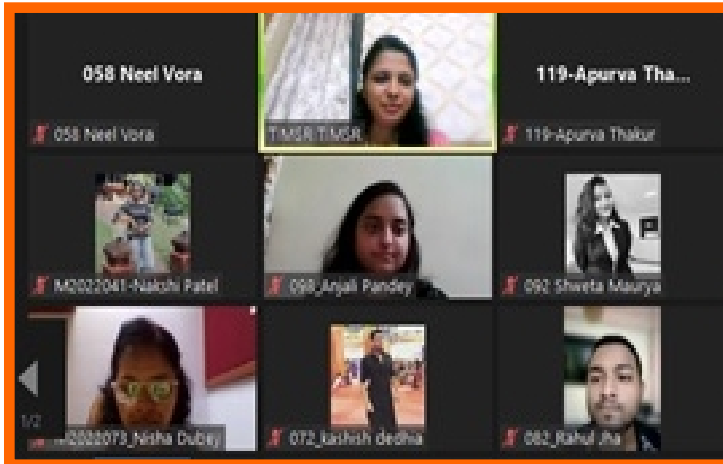 058 Neel Vora
058 Neel Vora
TIMSR TIMSR
119-Apurva Tha...
119-Apurva Thakur
M2022041-Nakshi Patel
098_Anjali Pandey
092 Shweta Maurya
1/2
M2022073_Nisha Dubey
072_kashish dedhia
082_Rahul Jha